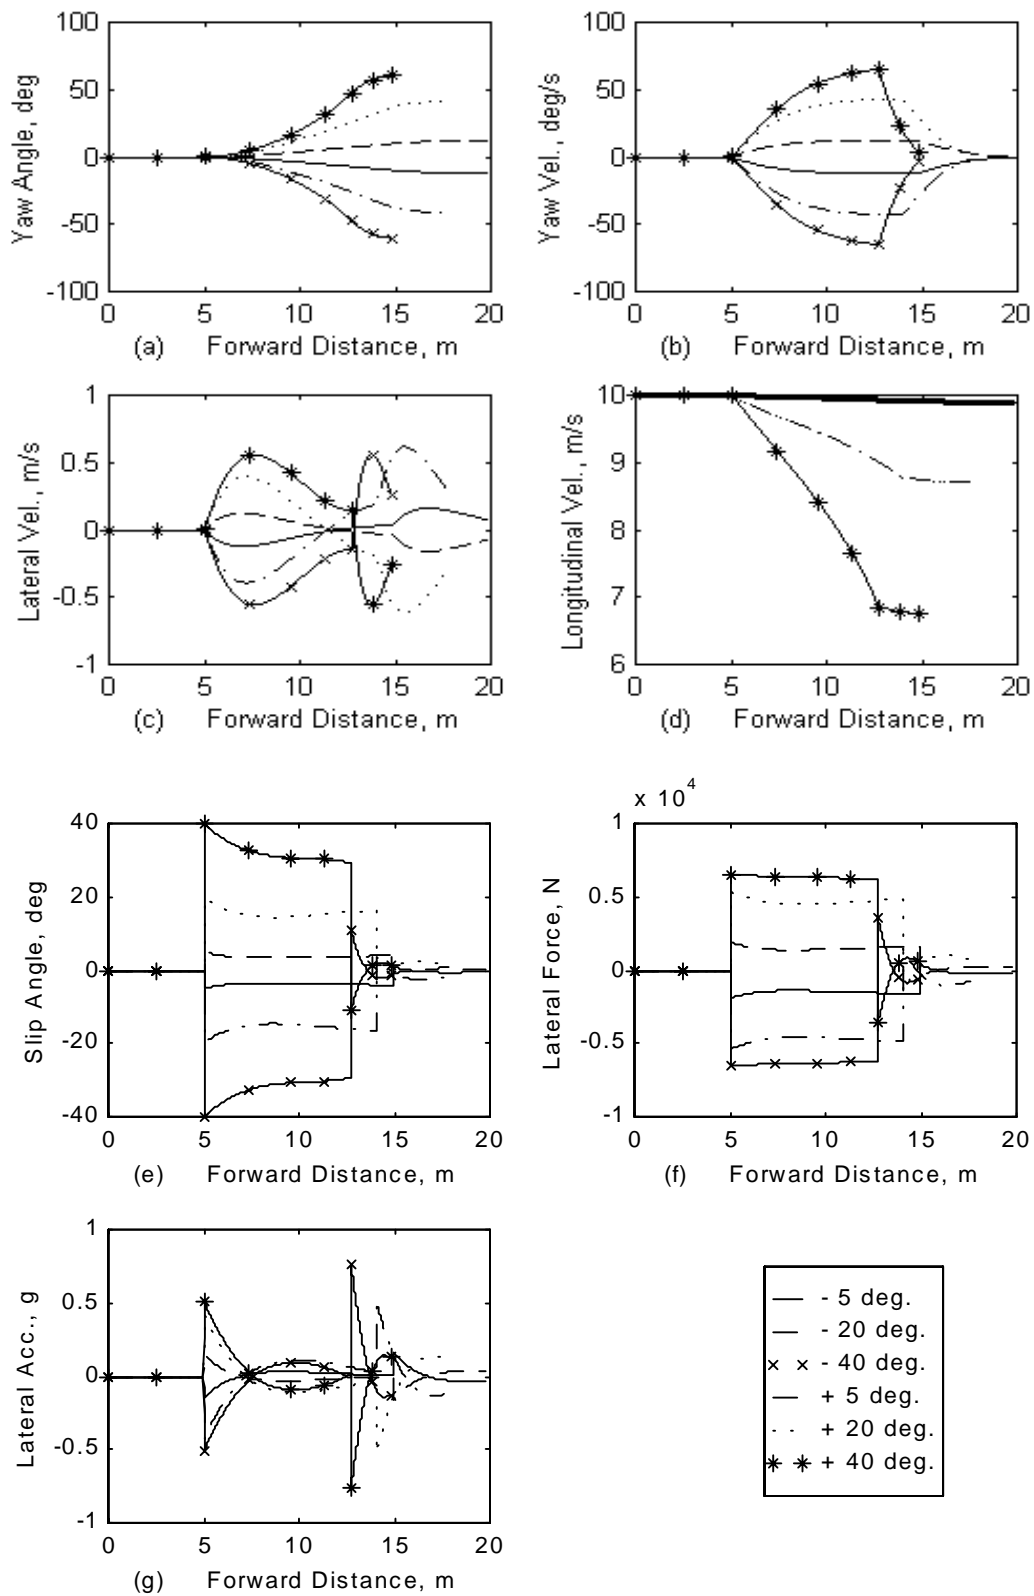 100
50
0
-50
-100
Yaw Angle, deg
0 5 10 15 20
(a) Forward Distance, m
100
50
0
-50
-100
Yaw Vel., deg/s
0 5 10 15 20
(b) Forward Distance, m
1
0.5
0
-0.5
-1
Lateral Vel., m/s
0 5 10 15 20
(c) Forward Distance, m
10
9
8
7
6
Longitudinal Vel., m/s
0 5 10 15 20
(d) Forward Distance, m
40
20
0
-20
-40
Slip Angle, deg
0 5 10 15 20
(e) Forward Distance, m
x 10^4
1
0.5
0
-0.5
-1
Lateral Force, N
0 5 10 15 20
(f) Forward Distance, m
1
0.5
0
-0.5
-1
Lateral Acc., g
0 5 10 15 20
(g) Forward Distance, m
- 5 deg.
- 20 deg.
- 40 deg.
+ 5 deg.
+ 20 deg.
+ 40 deg.